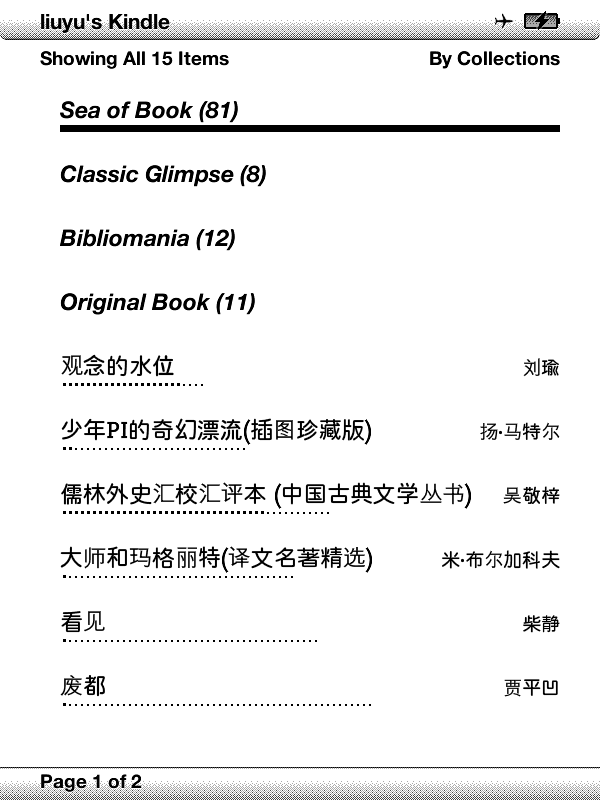 liuyu's Kindle
Showing All 15 Items By Collections
Sea of Book (81)
Classic Glimpse (8)
Bibliomania (12)
Original Book (11)
观念的水位 刘瑜
少年PI的奇幻漂流(插图珍藏版) 扬·马特尔
儒林外史汇校汇评本 (中国古典文学丛书) 吴敬梓
大师和玛格丽特(译文名著精选) 米·布尔加科夫
看见 柴静
废都 贾平凹
Page 1 of 2